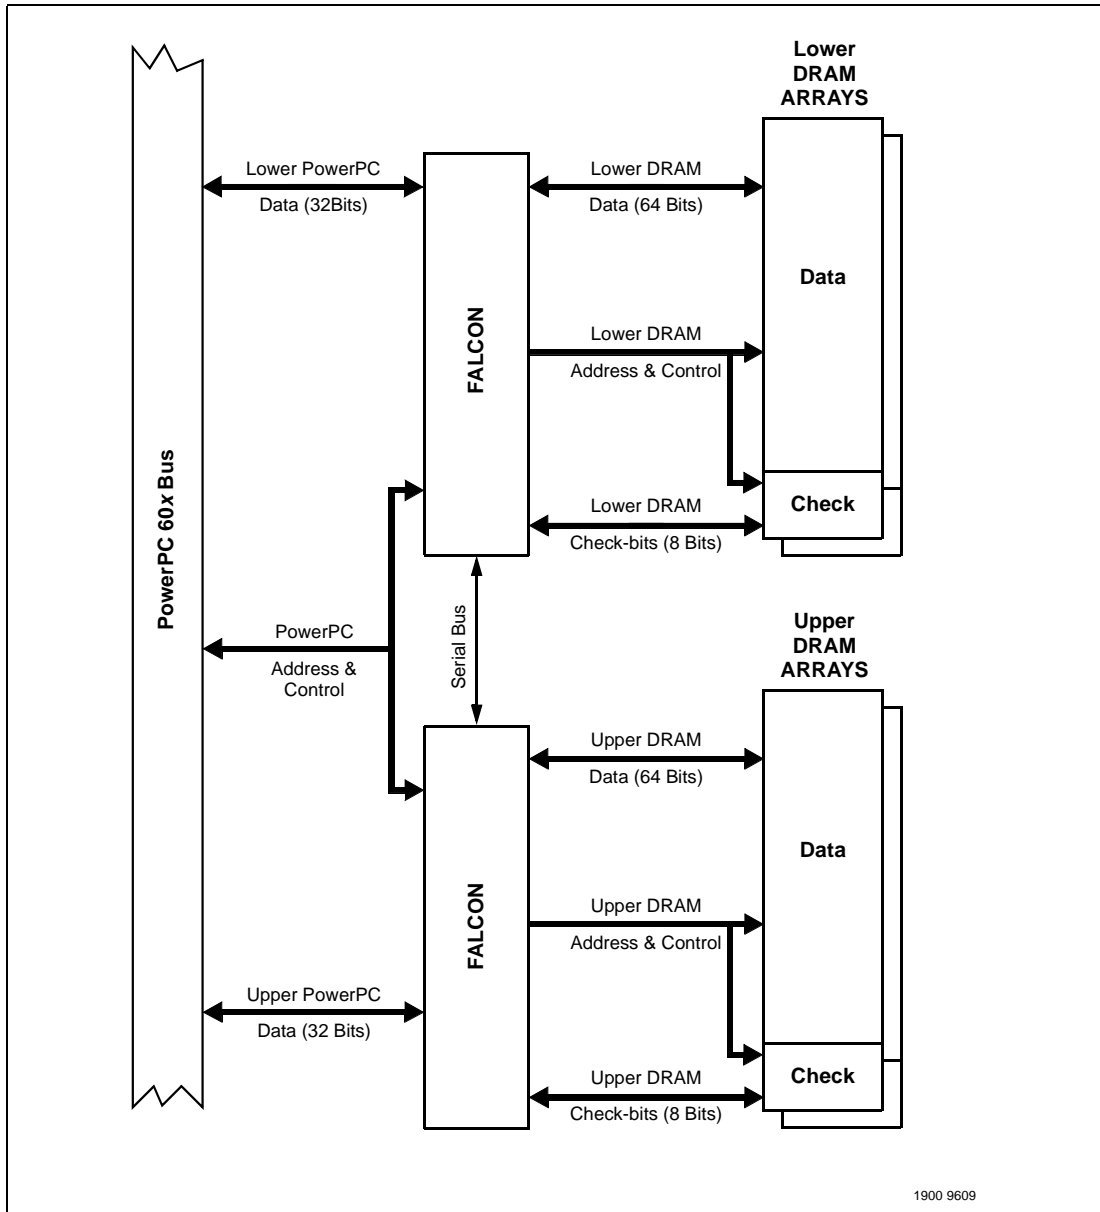 Lower
DRAM
ARRAYS
Lower PowerPC
Data (32Bits)
Lower DRAM
Data (64 Bits)
Data
FALCON
Lower DRAM
Address & Control
Check
Lower DRAM
Check-bits (8 Bits)
PowerPC 60x Bus
PowerPC
Address &
Control
Serial Bus
Upper
DRAM
ARRAYS
Upper DRAM
Data (64 Bits)
Data
FALCON
Upper DRAM
Address & Control
Upper PowerPC
Data (32 Bits)
Check
Upper DRAM
Check-bits (8 Bits)
1900 9609